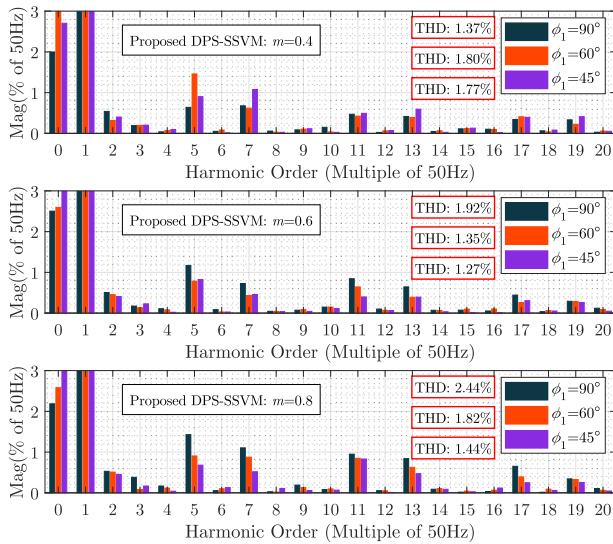 Mag(% of 50Hz)
3
2
1
0
Proposed DPS-SSVM: m=0.4
THD: 1.37%
THD: 1.80%
THD: 1.77%
ϕ1=90°
ϕ1=60°
ϕ1=45°
0 1 2 3 4 5 6 7 8 9 10 11 12 13 14 15 16 17 18 19 20
Harmonic Order (Multiple of 50Hz)
Mag(% of 50Hz)
3
2
1
0
Proposed DPS-SSVM: m=0.6
THD: 1.92%
THD: 1.35%
THD: 1.27%
ϕ1=90°
ϕ1=60°
ϕ1=45°
0 1 2 3 4 5 6 7 8 9 10 11 12 13 14 15 16 17 18 19 20
Harmonic Order (Multiple of 50Hz)
Mag(% of 50Hz)
3
2
1
0
Proposed DPS-SSVM: m=0.8
THD: 2.44%
THD: 1.82%
THD: 1.44%
ϕ1=90°
ϕ1=60°
ϕ1=45°
0 1 2 3 4 5 6 7 8 9 10 11 12 13 14 15 16 17 18 19 20
Harmonic Order (Multiple of 50Hz)